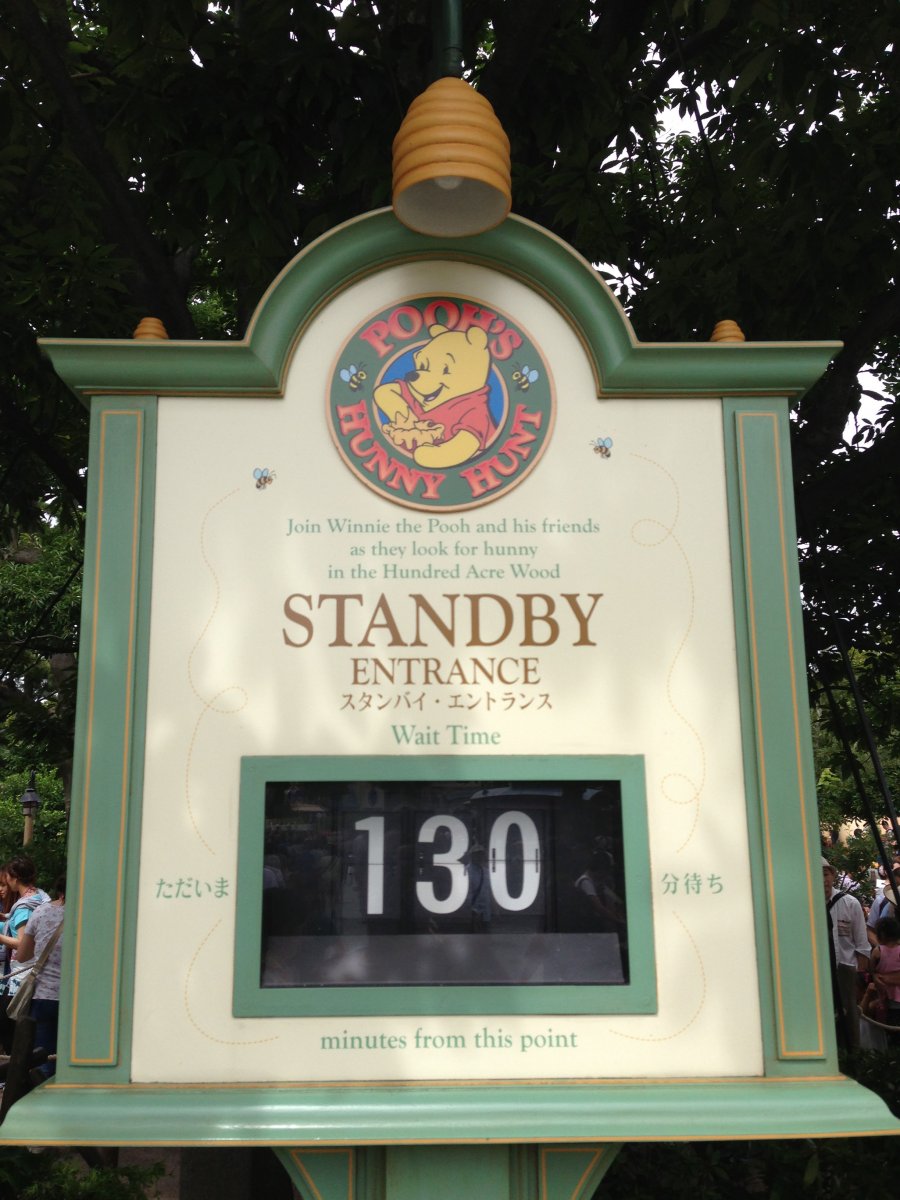 POOH'S
HUNNY HUNT
Join Winnie the Pooh and his friends
as they look for hunny
in the Hundred Acre Wood
STANDBY
ENTRANCE
スタンバイ・エントランス
Wait Time
ただいま 130 分待ち
minutes from this point